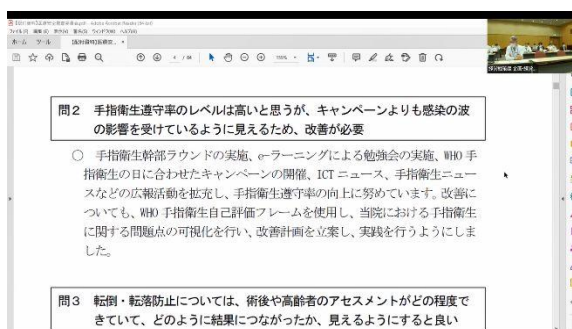 ホーム ツール
問2 手指衛生遵守率のレベルは高いと思うが、キャンペーンよりも感染の波
の影響を受けているように見えるため、改善が必要
○ 手指衛生幹部ラウンドの実施、e-ラーニングによる勉強会の実施、WHO 手
指衛生の日に合わせたキャンペーンの開催、ICT ニュース、手指衛生ニュー
スなどの広報活動を拡充し、手指衛生遵守率の向上に努めています。改善に
ついても、WHO 手指衛生自己評価フレームを使用し、当院における手指衛生
に関する問題点の可視化を行い、改善計画を立案し、実践を行うようにしま
した。
問3 転倒・転落防止については、術後や高齢者のアセスメントがどの程度で
きていて、どのように結果につながったか、見えるようにすると良い